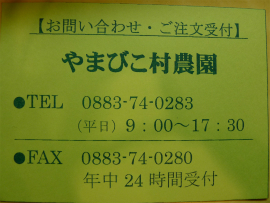 【お問い合わせ・ご注文受付】
やまびこ村農園
●TEL 0883-74-0283
(平日) 9：00〜17：30
●FAX 0883-74-0280
年中24時間受付